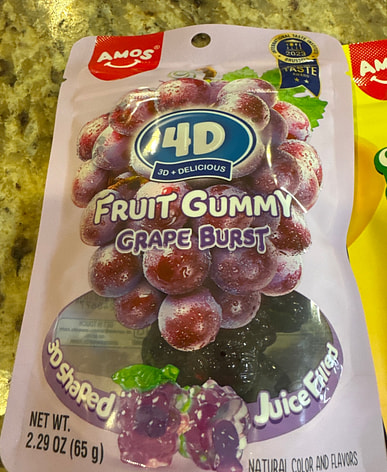 AMOS
2023
TASTE
AMOS
4D
3D + DELICIOUS
FRUIT GUMMY
GRAPE BURST
3D Shaped
Juice Filled
NET WT.
2.29 OZ (65 g)
NATURAL COLOR AND FLAVORS